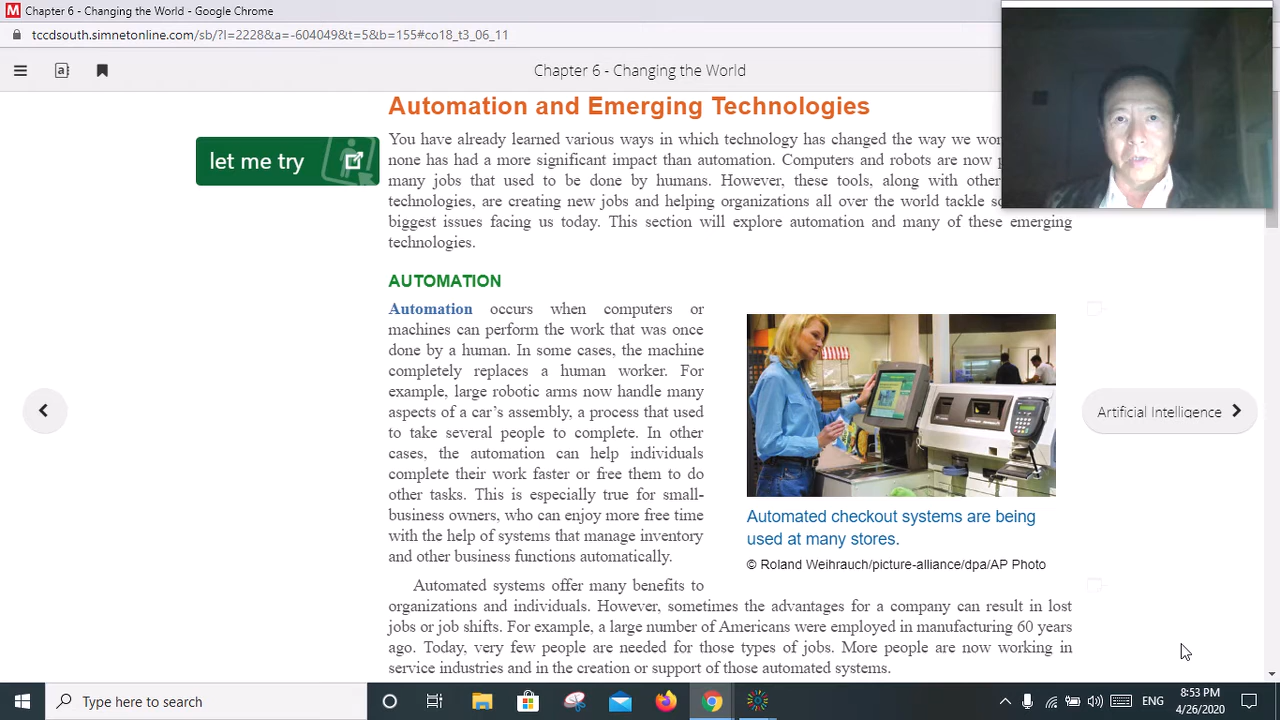 Chapter 6 - Changing the World - Google Chrome
tccdsouth.simnetonline.com/sb/?l=2228&a=-604049&t=5&b=155#co18_t3_06_11
Chapter 6 - Changing the World
let me try
Automation and Emerging Technologies
You have already learned various ways in which technology has changed the way we
none has had a more significant impact than automation. Computers and robots are now
many jobs that used to be done by humans. However, these tools, along with other
technologies, are creating new jobs and helping organizations all over the world tackle
biggest issues facing us today. This section will explore automation and many of these emerging
technologies.
AUTOMATION
Automation occurs when computers or
machines can perform the work that was once
done by a human. In some cases, the machine
completely replaces a human worker. For
example, large robotic arms now handle many
aspects of a car's assembly, a process that used
to take several people to complete. In other
cases, the automation can help individuals
complete their work faster or free them to do
other tasks. This is especially true for small-
business owners, who can enjoy more free time
with the help of systems that manage inventory
and other business functions automatically.
Automated checkout systems are being
used at many stores.
© Roland Weihrauch/picture-alliance/dpa/AP Photo
Automated systems offer many benefits to
organizations and individuals. However, sometimes the advantages for a company can result in lost
jobs or job shifts. For example, a large number of Americans were employed in manufacturing 60 years
ago. Today, very few people are needed for those types of jobs. More people are now working in
service industries and in the creation or support of those automated systems.
Artificial Intelligence
Type here to search
ENG
8:53 PM
4/26/2020